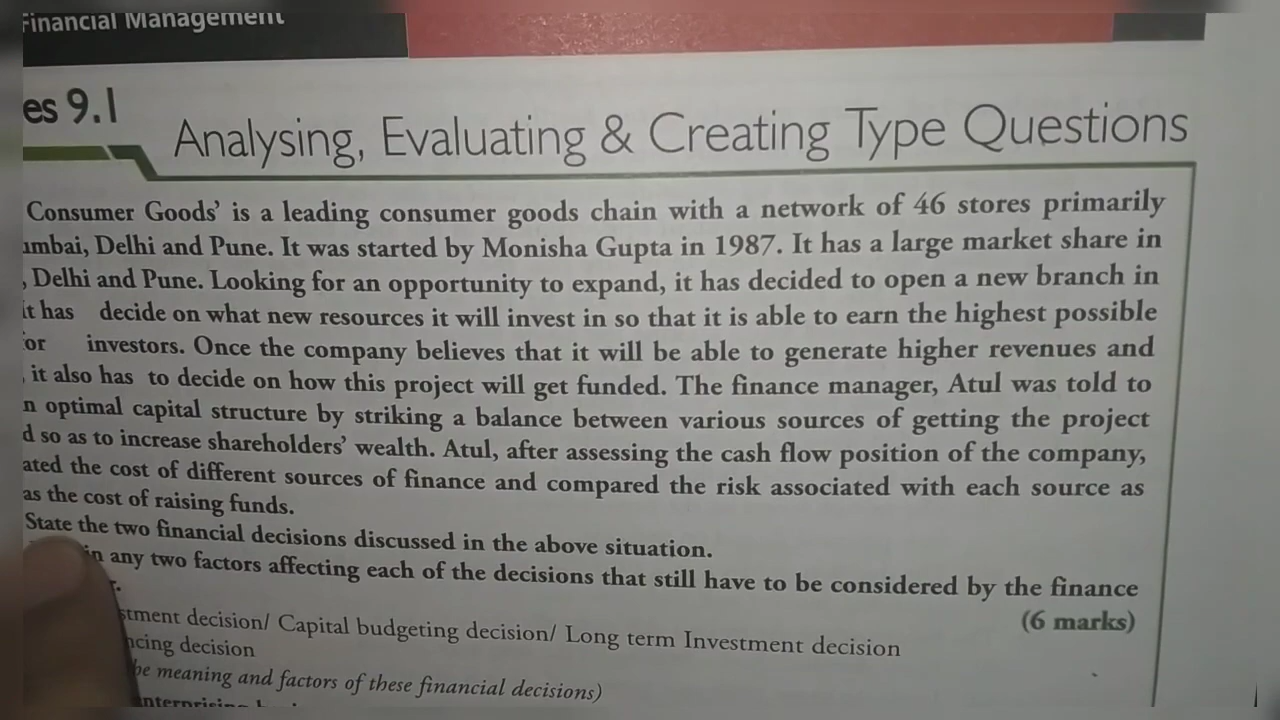 Financial Management
es 9.1
Analysing, Evaluating & Creating Type Questions
Consumer Goods' is a leading consumer goods chain with a network of 46 stores primarily
umbai, Delhi and Pune. It was started by Monisha Gupta in 1987. It has a large market share in
, Delhi and Pune. Looking for an opportunity to expand, it has decided to open a new branch in
It has decide on what new resources it will invest in so that it is able to earn the highest possible
for investors. Once the company believes that it will be able to generate higher revenues and
, it also has to decide on how this project will get funded. The finance manager, Atul was told to
n optimal capital structure by striking a balance between various sources of getting the project
d so as to increase shareholders' wealth. Atul, after assessing the cash flow position of the company,
ated the cost of different sources of finance and compared the risk associated with each source as
as the cost of raising funds.
State the two financial decisions discussed in the above situation.
in any two factors affecting each of the decisions that still have to be considered by the finance
r.
(6 marks)
stment decision/ Capital budgeting decision/ Long term Investment decision
ncing decision
be meaning and factors of these financial decisions)